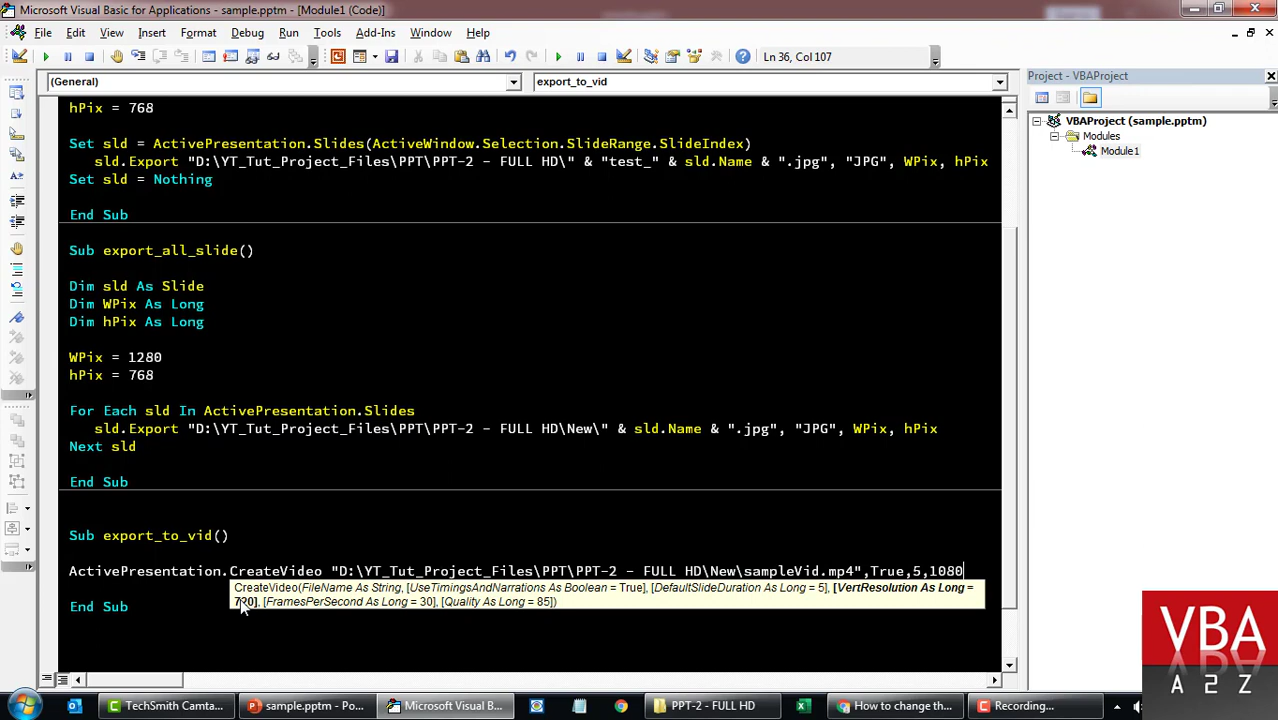 Microsoft Visual Basic for Applications - sample.pptm - [Module1 (Code)]
File Edit View Insert Format Debug Run Tools Add-Ins Window Help
Ln 36, Col 107
(General) export_to_vid
Project - VBAProject
VBAProject (sample.pptm)
Modules
Module1
hPix = 768
Set sld = ActivePresentation.Slides(ActiveWindow.Selection.SlideRange.SlideIndex)
sld.Export "D:\YT_Tut_Project_Files\PPT\PPT-2 - FULL HD\" & "test_" & sld.Name & ".jpg", "JPG", WPix, hPix
Set sld = Nothing
End Sub
Sub export_all_slide()
Dim sld As Slide
Dim WPix As Long
Dim hPix As Long
WPix = 1280
hPix = 768
For Each sld In ActivePresentation.Slides
sld.Export "D:\YT_Tut_Project_Files\PPT\PPT-2 - FULL HD\New\" & sld.Name & ".jpg", "JPG", WPix, hPix
Next sld
End Sub
Sub export_to_vid()
ActivePresentation.CreateVideo "D:\YT_Tut_Project_Files\PPT\PPT-2 - FULL HD\New\sampleVid.mp4",True,5,1080
CreateVideo(FileName As String, [UseTimingsAndNarrations As Boolean = True], [DefaultSlideDuration As Long = 5], [VertResolution As Long =
720], [FramesPerSecond As Long = 30], [Quality As Long = 85])
End Sub
VBA
A2Z
TechSmith Camta... sample.pptm - Po... Microsoft Visual B... PPT-2 - FULL HD How to change th... Recording...